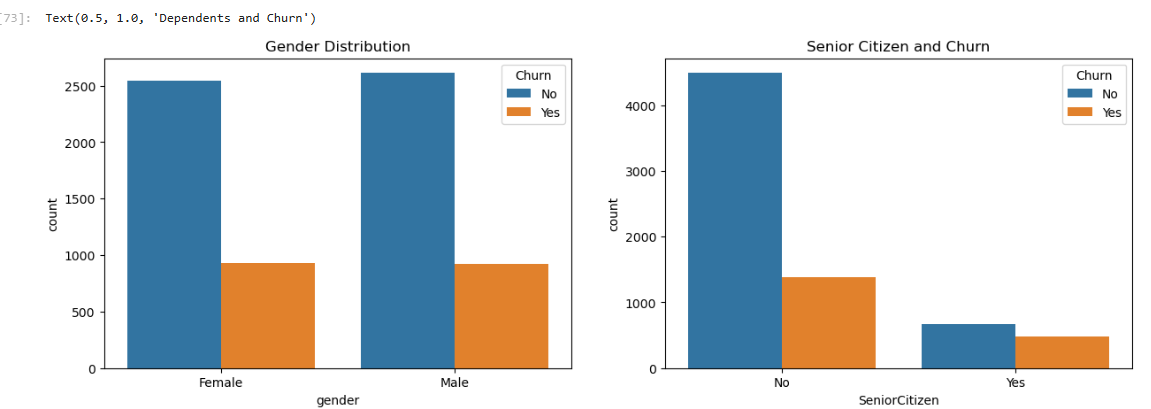 [73]: Text(0.5, 1.0, 'Dependents and Churn')
Gender Distribution
2500
2000
1500
1000
500
0
count
Churn
No
Yes
Female
Male
gender
Senior Citizen and Churn
4000
3000
2000
1000
0
count
Churn
No
Yes
No
Yes
SeniorCitizen